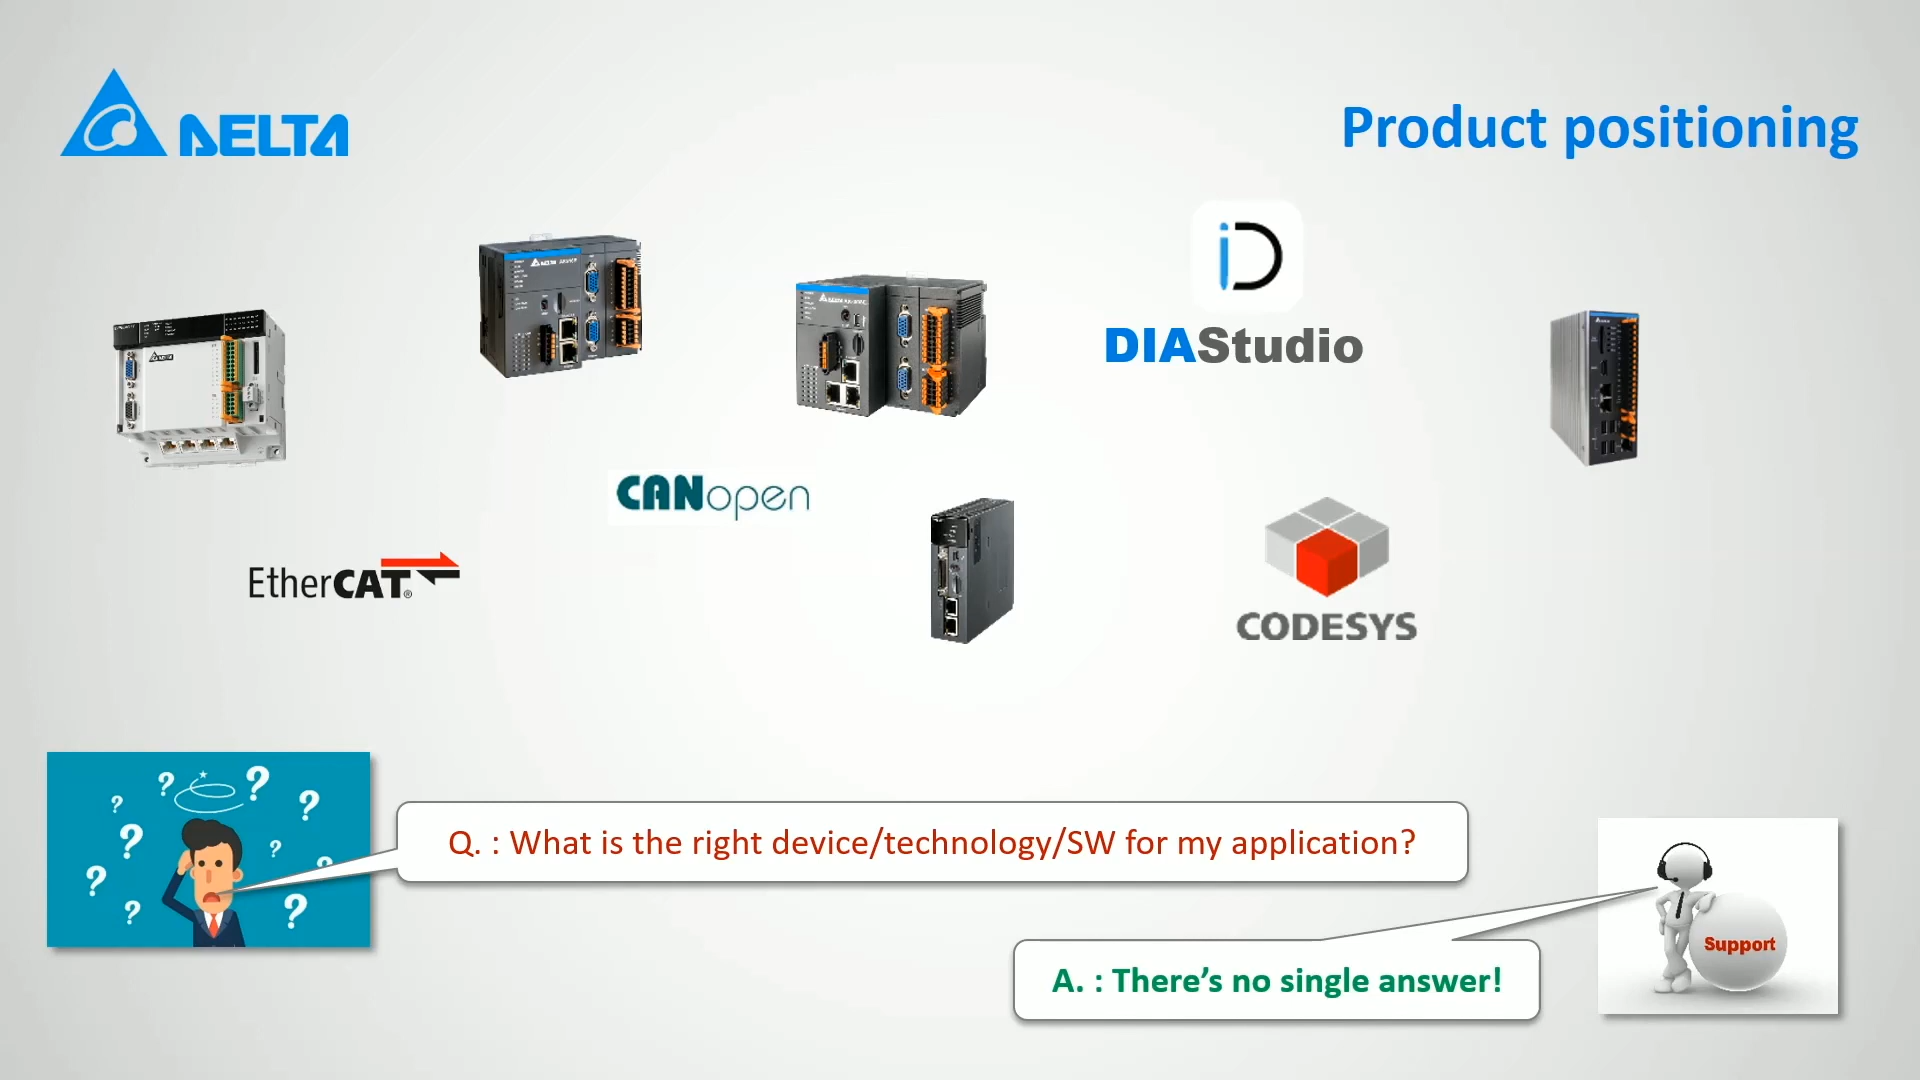 DELTA
Product positioning
DIAStudio
CANopen
EtherCAT®
CODESYS
Q. : What is the right device/technology/SW for my application?
A. : There’s no single answer!
Support